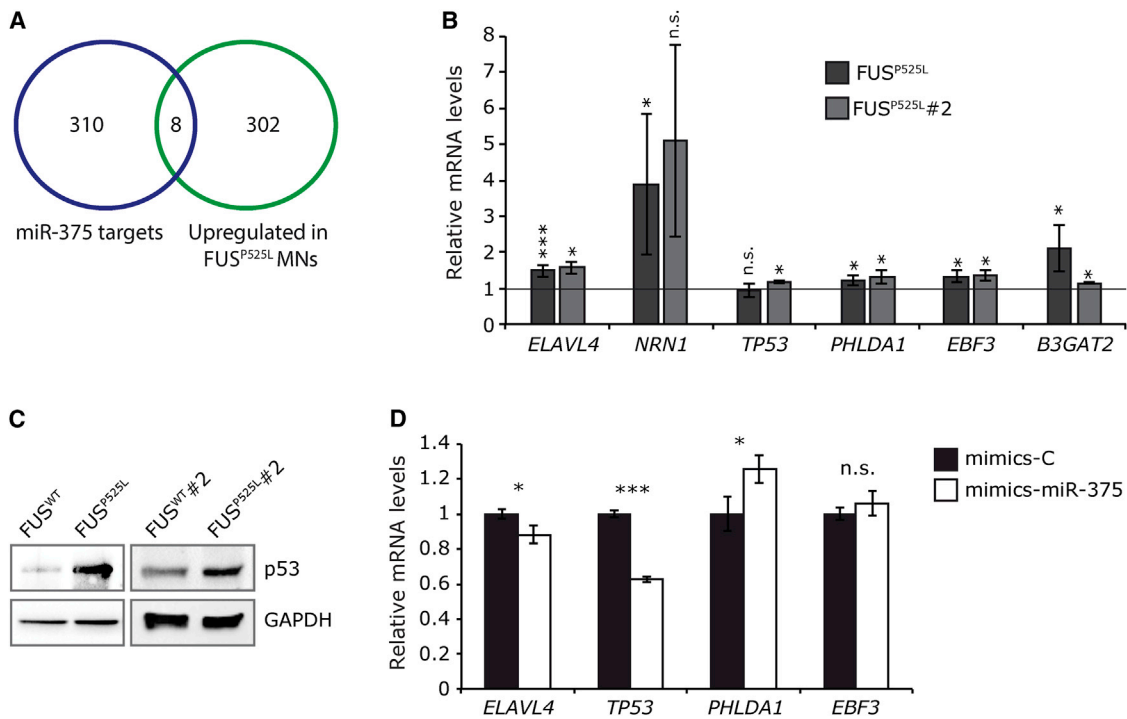 A
310
8
302
miR-375 targets
Upregulated in
FUSP525L MNs
B
Relative mRNA levels
8
7
6
5
4
3
2
1
0
***
*
*
n.s.
n.s.
*
*
*
*
*
*
*
FUSP525L
FUSP525L#2
ELAVL4
NRN1
TP53
PHLDA1
EBF3
B3GAT2
C
FUSWT
FUSP525L
FUSWT#2
FUSP525L#2
p53
GAPDH
D
Relative mRNA levels
1.4
1.2
1
0.8
0.6
0.4
0.2
0
*
***
*
n.s.
mimics-C
mimics-miR-375
ELAVL4
TP53
PHLDA1
EBF3